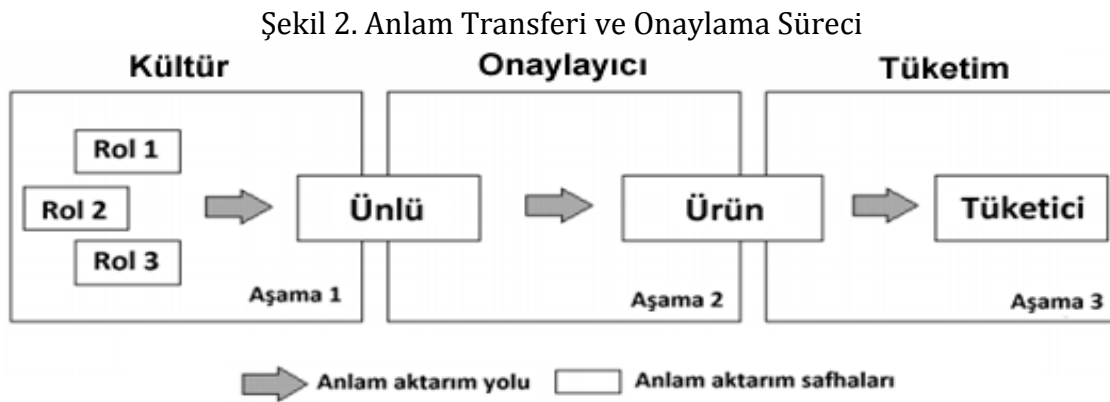 Şekil 2. Anlam Transferi ve Onaylama Süreci
Kültür
Onaylayıcı
Tüketim
Rol 1
Rol 2
Rol 3
Ünlü
Ürün
Tüketici
Aşama 1
Aşama 2
Aşama 3
Anlam aktarım yolu
Anlam aktarım safhaları